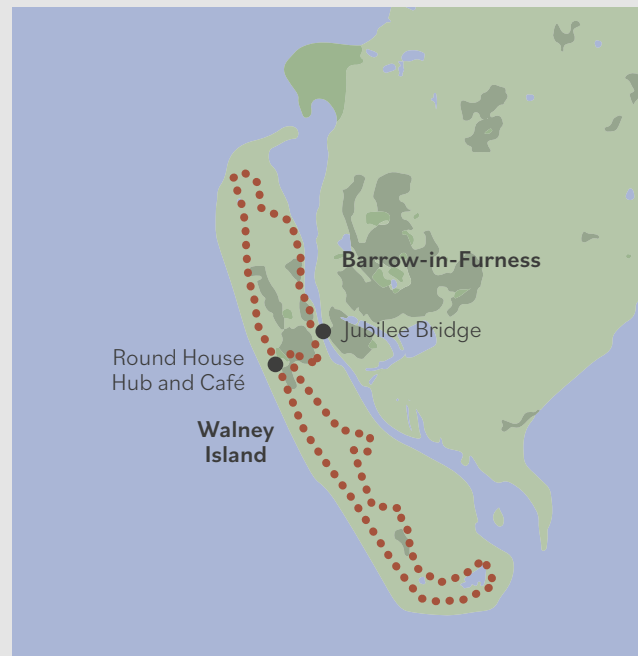 Barrow-in-Furness
Jubilee Bridge
Round House
Hub and Café
Walney
Island